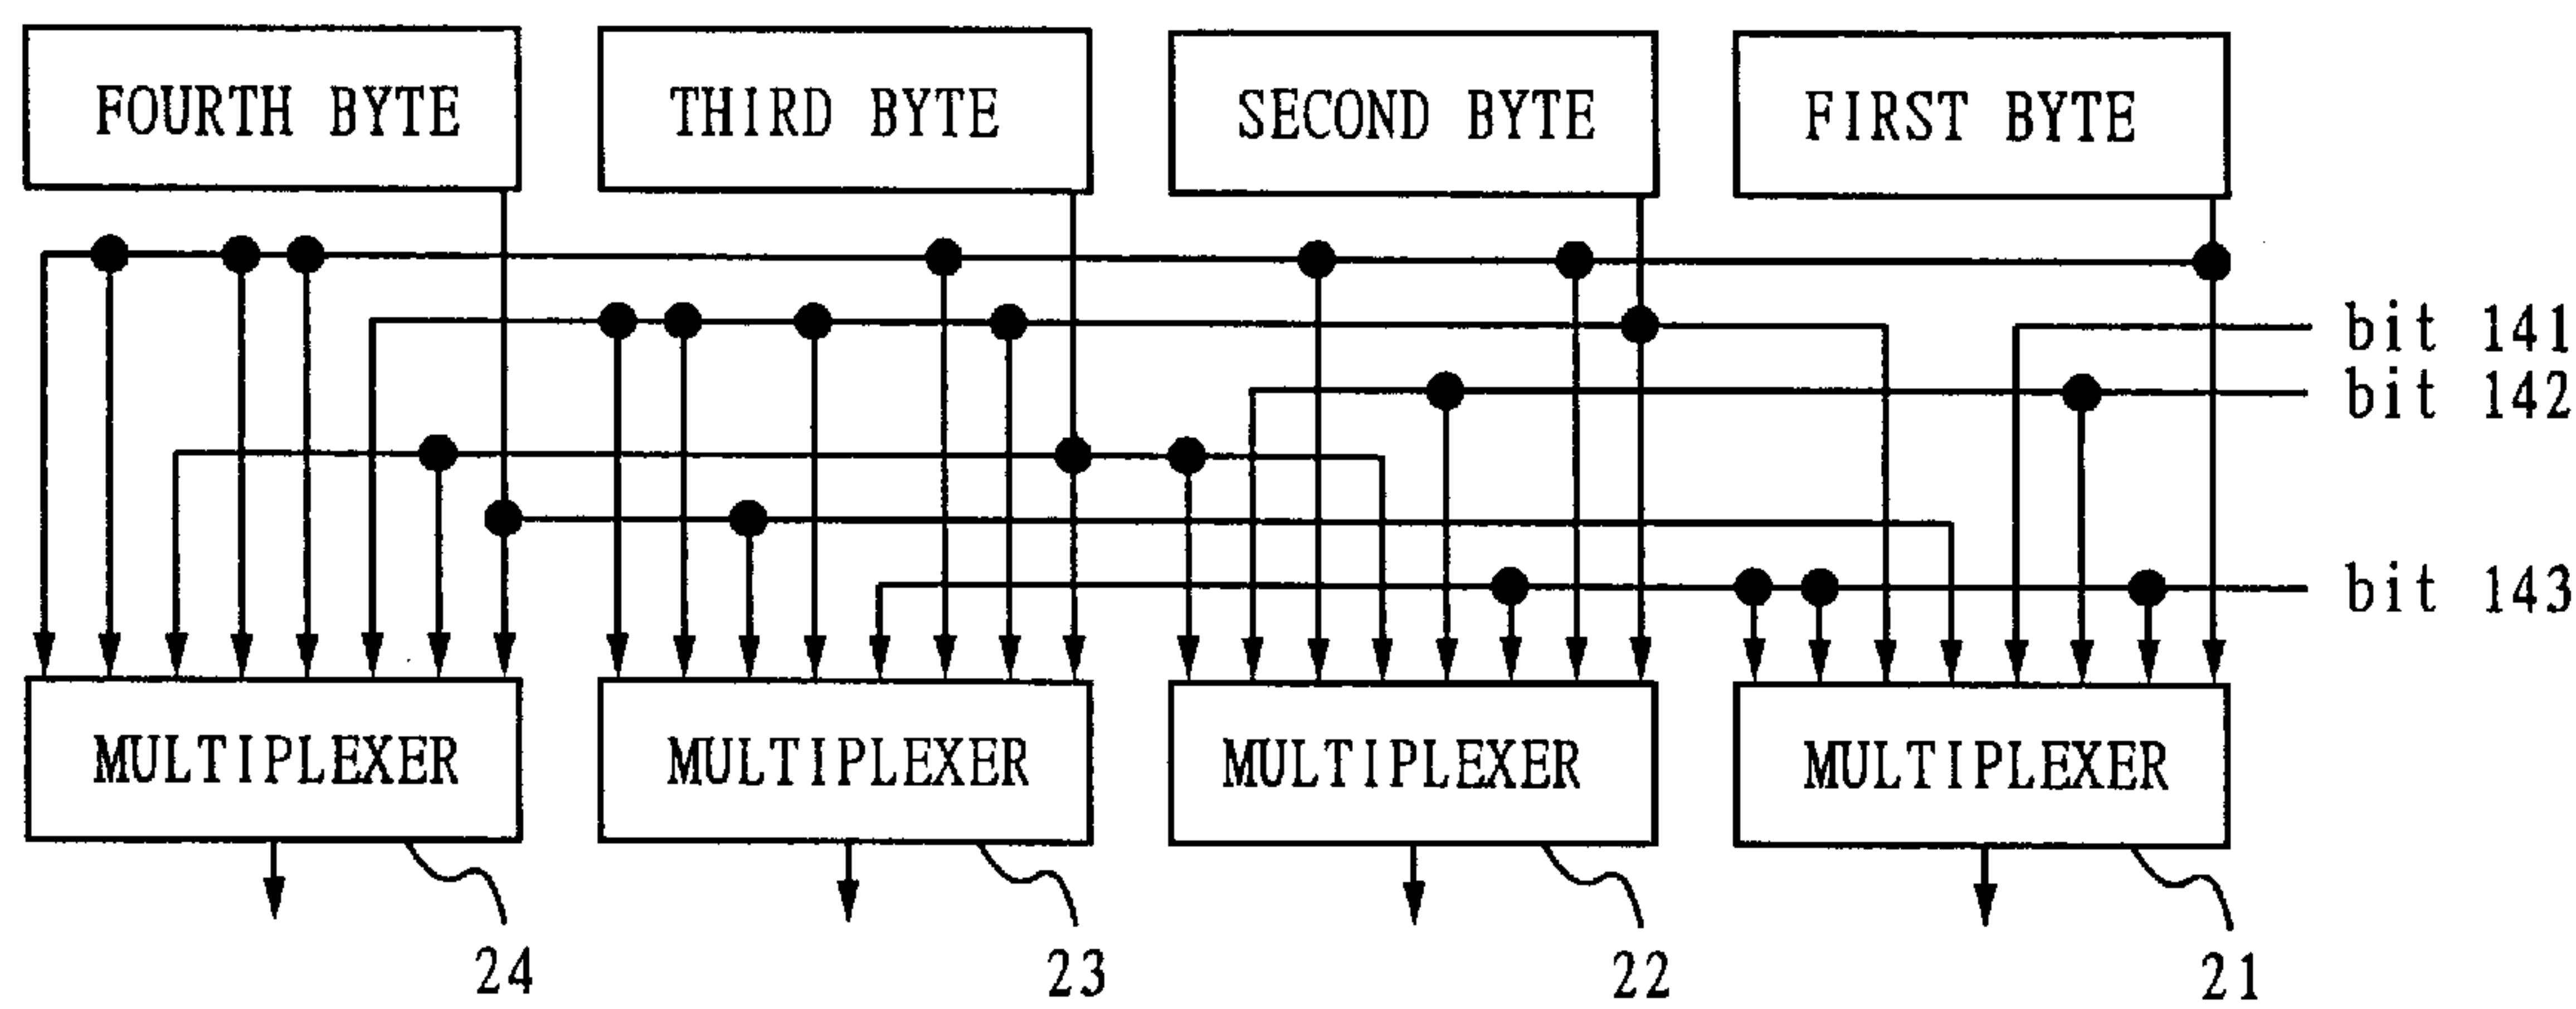 FOURTH BYTE
THIRD BYTE
SECOND BYTE
FIRST BYTE
bit 141
bit 142
bit 143
MULTIPLEXER
MULTIPLEXER
MULTIPLEXER
MULTIPLEXER
24
23
22
21